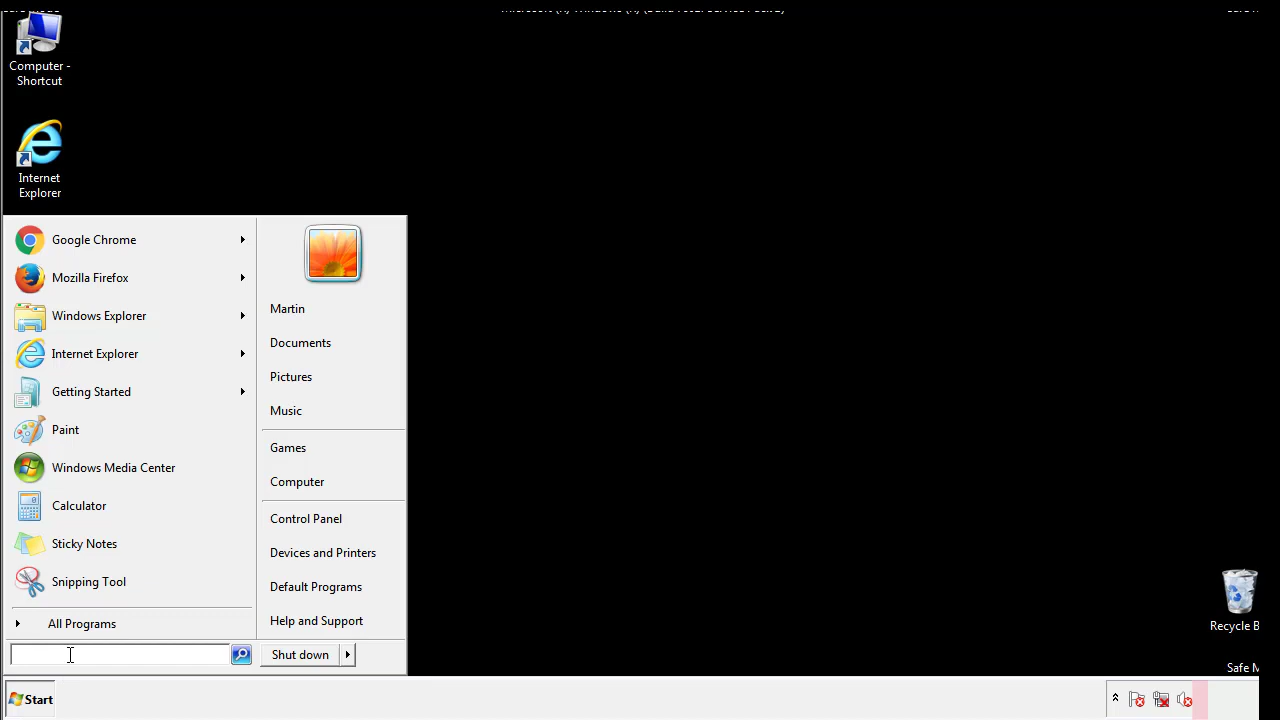 Computer -
Shortcut
Internet
Explorer
Google Chrome
Mozilla Firefox
Windows Explorer
Internet Explorer
Getting Started
Paint
Windows Media Center
Calculator
Sticky Notes
Snipping Tool
All Programs
Martin
Documents
Pictures
Music
Games
Computer
Control Panel
Devices and Printers
Default Programs
Help and Support
Shut down
Recycle B
Safe M
Start